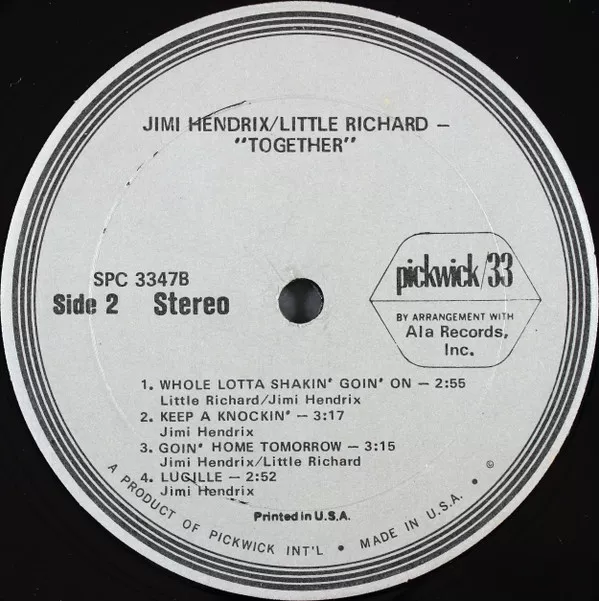 JIMI HENDRIX/LITTLE RICHARD –
"TOGETHER"
SPC 3347B
Side 2 Stereo
pickwick/33
BY ARRANGEMENT WITH
Ala Records,
Inc.
1. WHOLE LOTTA SHAKIN' GOIN' ON – 2:55
Little Richard/Jimi Hendrix
2. KEEP A KNOCKIN' – 3:17
Jimi Hendrix
3. GOIN' HOME TOMORROW – 3:15
Jimi Hendrix/Little Richard
4. LUCILLE – 2:52
Jimi Hendrix
Printed in U.S.A.
A PRODUCT OF PICKWICK INT'L • MADE IN U.S.A. • ©